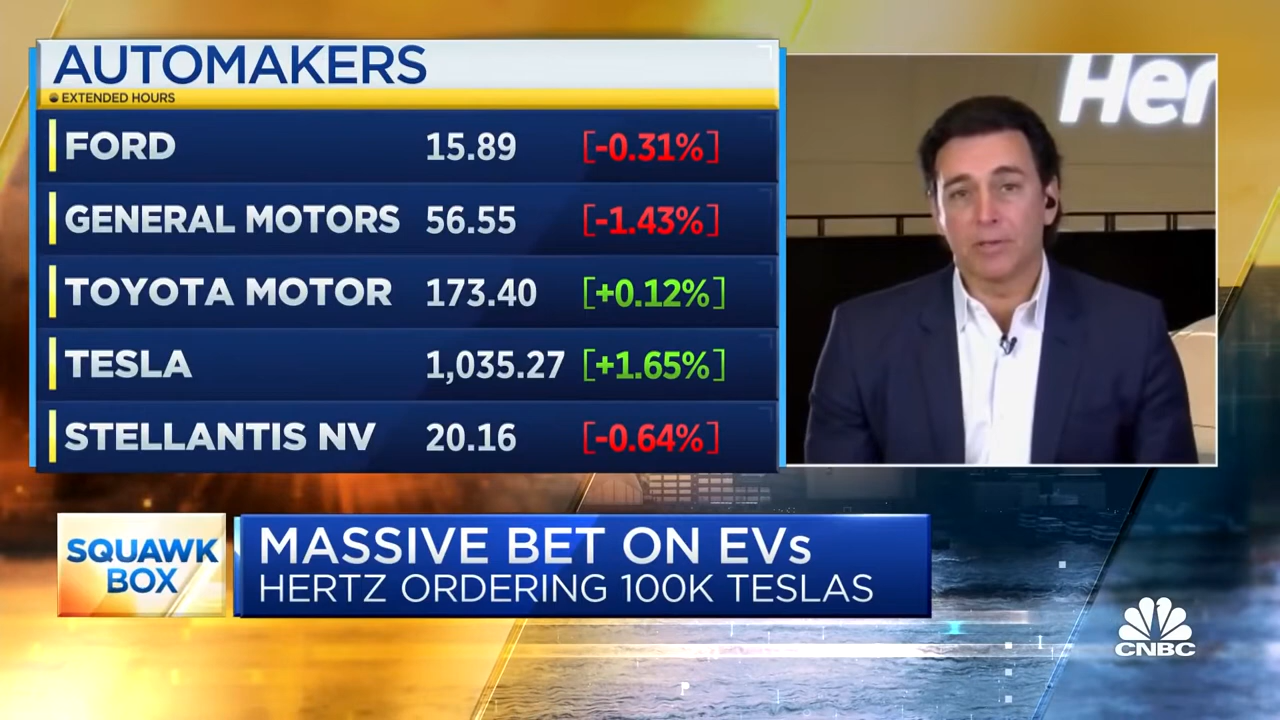 AUTOMAKERS
EXTENDED HOURS
FORD 15.89 [-0.31%]
GENERAL MOTORS 56.55 [-1.43%]
TOYOTA MOTOR 173.40 [+0.12%]
TESLA 1,035.27 [+1.65%]
STELLANTIS NV 20.16 [-0.64%]
Her
SQUAWK
BOX
MASSIVE BET ON EVs
HERTZ ORDERING 100K TESLAS
CNBC